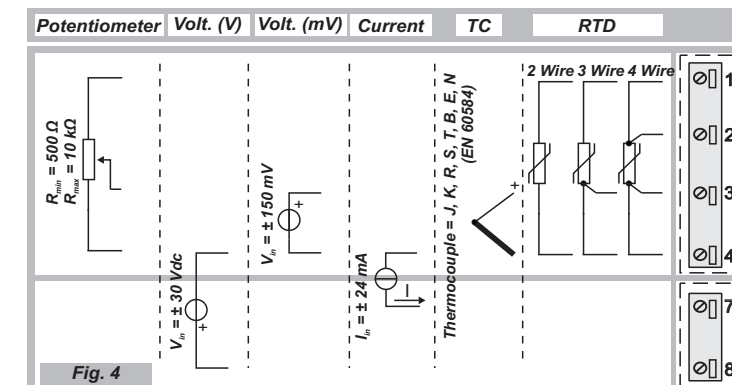 Potentiometer Volt. (V) Volt. (mV) Current TC RTD
2 Wire 3 Wire 4 Wire
Rmin = 500 Ω
Rmax = 10 kΩ
Vin = ± 30 Vdc
+
Vin = ± 150 mV
+
Iin = ± 24 mA
I
Thermocouple = J, K, R, S, T, B, E, N
(EN 60584)
+
1
2
3
4
7
8
Fig. 4